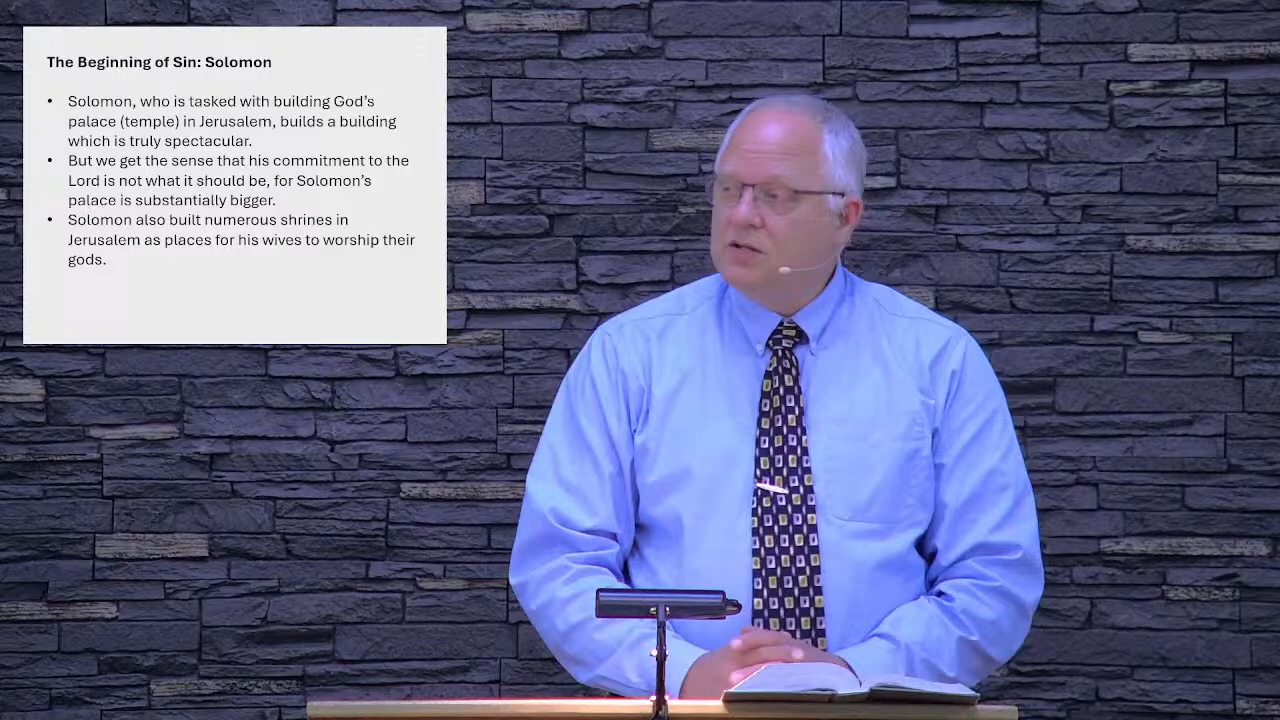 The Beginning of Sin: Solomon
• Solomon, who is tasked with building God's
palace (temple) in Jerusalem, builds a building
which is truly spectacular.
• But we get the sense that his commitment to the
Lord is not what it should be, for Solomon's
palace is substantially bigger.
• Solomon also built numerous shrines in
Jerusalem as places for his wives to worship their
gods.